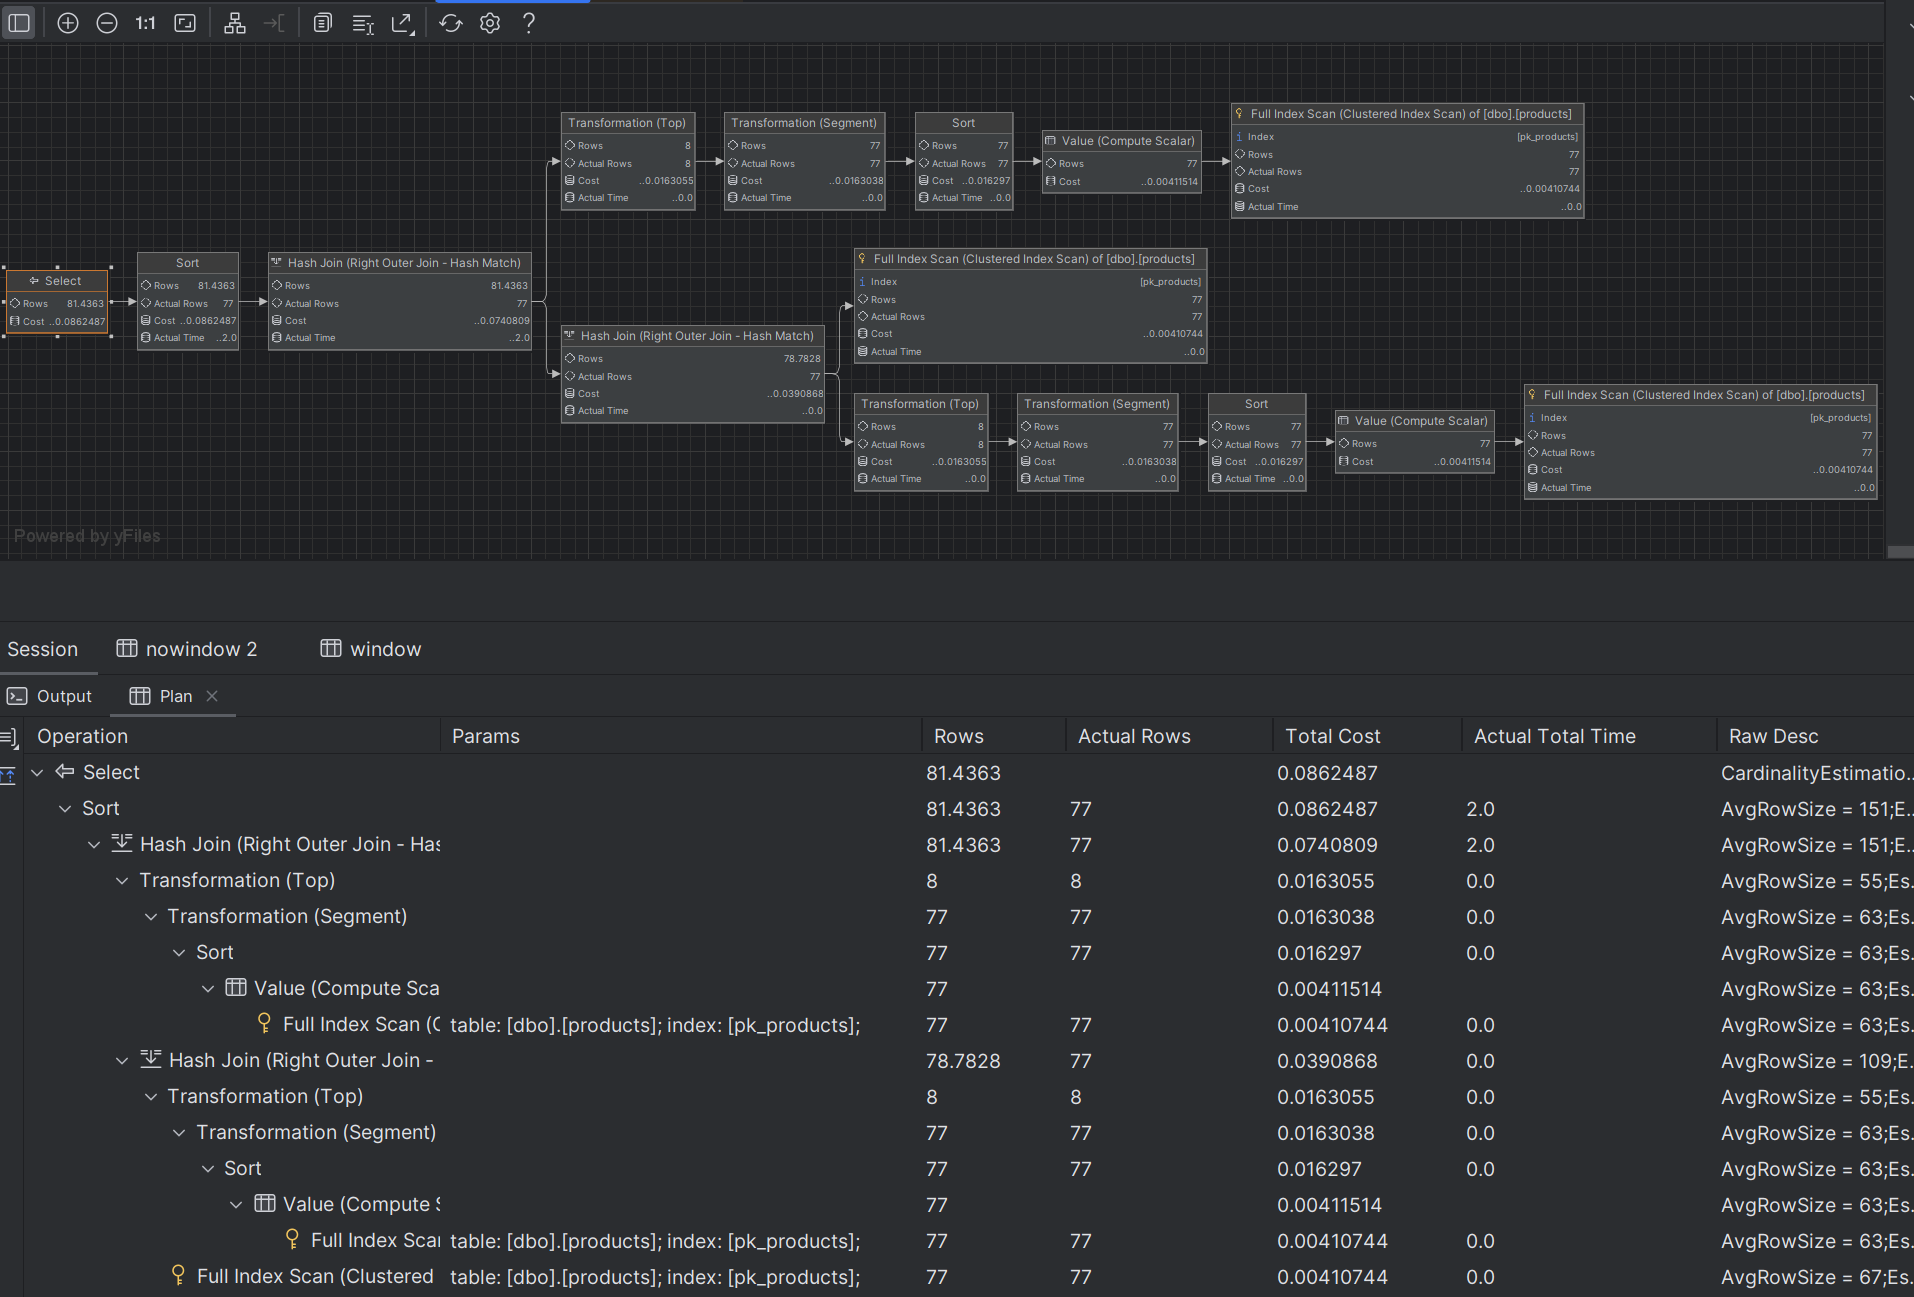 1:1
Transformation (Top)
Rows 8
Actual Rows 8
Cost ..0.0163055
Actual Time ..0.0
Transformation (Segment)
Rows 77
Actual Rows 77
Cost ..0.0163038
Actual Time ..0.0
Sort
Rows 77
Actual Rows 77
Cost ..0.016297
Actual Time ..0.0
Value (Compute Scalar)
Rows 77
Cost ..0.00411514
Full Index Scan (Clustered Index Scan) of [dbo].[products]
Index [pk_products]
Rows 77
Actual Rows 77
Cost ..0.00410744
Actual Time ..0.0
Select
Rows 81.4363
Cost ..0.0862487
Sort
Rows 81.4363
Actual Rows 77
Cost ..0.0862487
Actual Time ..2.0
Hash Join (Right Outer Join - Hash Match)
Rows 81.4363
Actual Rows 77
Cost ..0.0740809
Actual Time ..2.0
Hash Join (Right Outer Join - Hash Match)
Rows 78.7828
Actual Rows 77
Cost ..0.0390868
Actual Time ..0.0
Full Index Scan (Clustered Index Scan) of [dbo].[products]
Index [pk_products]
Rows 77
Actual Rows 77
Cost ..0.00410744
Actual Time ..0.0
Transformation (Top)
Rows 8
Actual Rows 8
Cost ..0.0163055
Actual Time ..0.0
Transformation (Segment)
Rows 77
Actual Rows 77
Cost ..0.0163038
Actual Time ..0.0
Sort
Rows 77
Actual Rows 77
Cost ..0.016297
Actual Time ..0.0
Value (Compute Scalar)
Rows 77
Cost ..0.00411514
Full Index Scan (Clustered Index Scan) of [dbo].[products]
Index [pk_products]
Rows 77
Actual Rows 77
Cost ..0.00410744
Actual Time ..0.0
Powered by yFiles
Session nowindow 2 window
Output Plan
Operation Params Rows Actual Rows Total Cost Actual Total Time Raw Desc
Select 81.4363 0.0862487 CardinalityEstimatio..
Sort 81.4363 77 0.0862487 2.0 AvgRowSize = 151;E..
Hash Join (Right Outer Join - Has 81.4363 77 0.0740809 2.0 AvgRowSize = 151;E..
Transformation (Top) 8 8 0.0163055 0.0 AvgRowSize = 55;Es.
Transformation (Segment) 77 77 0.0163038 0.0 AvgRowSize = 63;Es.
Sort 77 77 0.016297 0.0 AvgRowSize = 63;Es.
Value (Compute Sca 77 0.00411514 AvgRowSize = 63;Es.
Full Index Scan (C table: [dbo].[products]; index: [pk_products]; 77 77 0.00410744 0.0 AvgRowSize = 63;Es.
Hash Join (Right Outer Join - 78.7828 77 0.0390868 0.0 AvgRowSize = 109;E.
Transformation (Top) 8 8 0.0163055 0.0 AvgRowSize = 55;Es.
Transformation (Segment) 77 77 0.0163038 0.0 AvgRowSize = 63;Es.
Sort 77 77 0.016297 0.0 AvgRowSize = 63;Es.
Value (Compute S 77 0.00411514 AvgRowSize = 63;Es.
Full Index Scan table: [dbo].[products]; index: [pk_products]; 77 77 0.00410744 0.0 AvgRowSize = 63;Es.
Full Index Scan (Clustered table: [dbo].[products]; index: [pk_products]; 77 77 0.00410744 0.0 AvgRowSize = 67;Es.